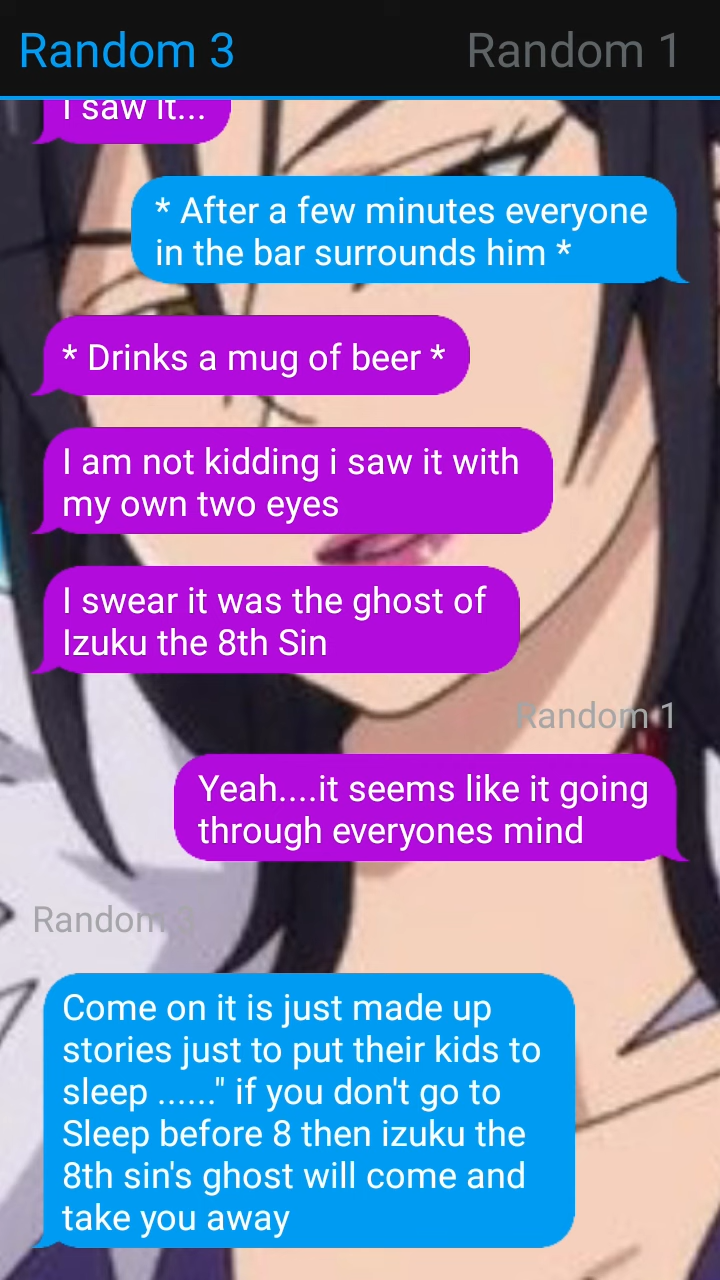 Random 3
Random 1
I saw it...
* After a few minutes everyone
in the bar surrounds him *
* Drinks a mug of beer *
I am not kidding i saw it with
my own two eyes
I swear it was the ghost of
Izuku the 8th Sin
Random 1
Yeah....it seems like it going
through everyones mind
Random 3
Come on it is just made up
stories just to put their kids to
sleep ......" if you don't go to
Sleep before 8 then izuku the
8th sin's ghost will come and
take you away